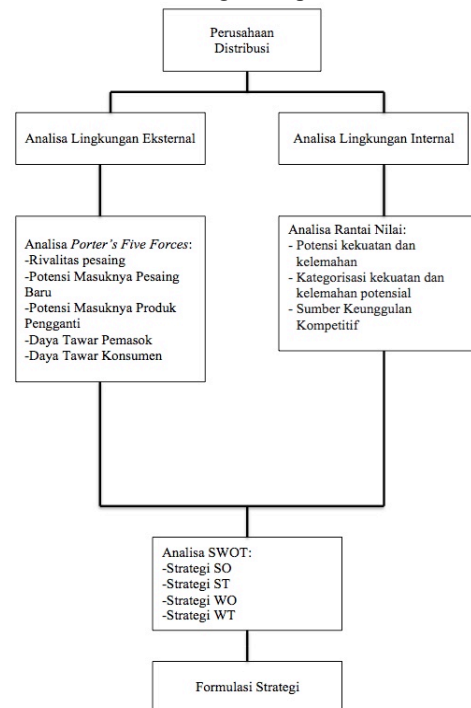 Perusahaan
Distribusi
Analisa Lingkungan Eksternal
Analisa Lingkungan Internal
Analisa Porter's Five Forces:
-Rivalitas pesaing
-Potensi Masuknya Pesaing
Baru
-Potensi Masuknya Produk
Pengganti
-Daya Tawar Pemasok
-Daya Tawar Konsumen
Analisa Rantai Nilai:
- Potensi kekuatan dan
kelemahan
- Kategorisasi kekuatan dan
kelemahan potensial
- Sumber Keunggulan
Kompetitif
Analisa SWOT:
-Strategi SO
-Strategi ST
-Strategi WO
-Strategi WT
Formulasi Strategi